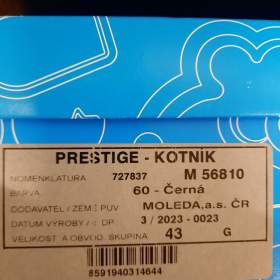 PRESTIGE - KOTNÍK
NOMENKLATURA 727837 M 56810
BARVA 60 - Černá
DODAVATEL / ZEMĚ PŮV MOLEDA,a.s. ČR
DATUM VÝROBY / DP 3 / 2023 - 0023
VELIKOST A OBVOD. SKUPINA 43 G
8591940314644